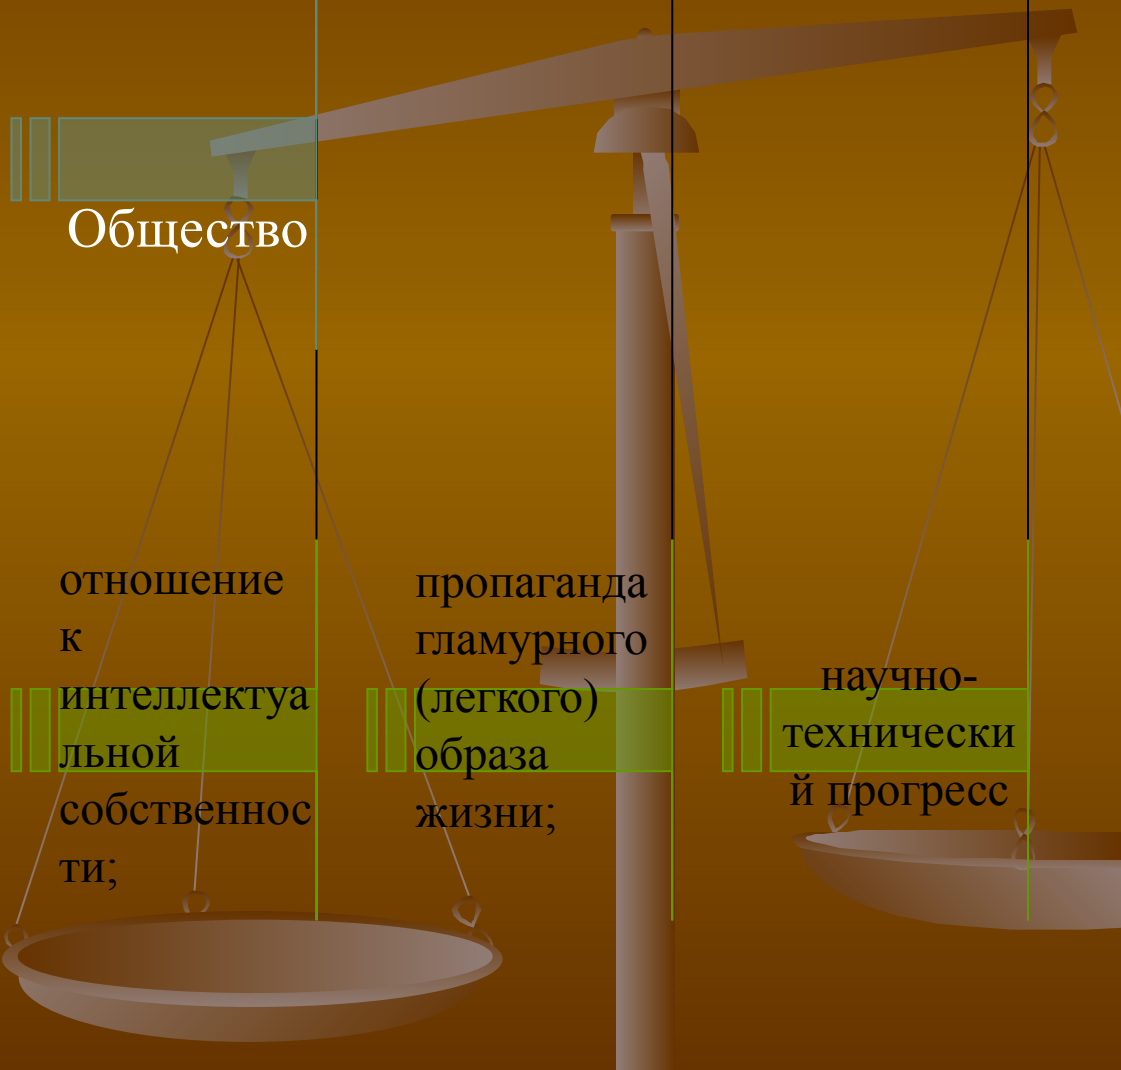 Общество
отношение
к
интеллектуа
льной
собственнос
ти;
пропаганда
гламурного
(легкого)
образа
жизни;
научно-
технически
й прогресс